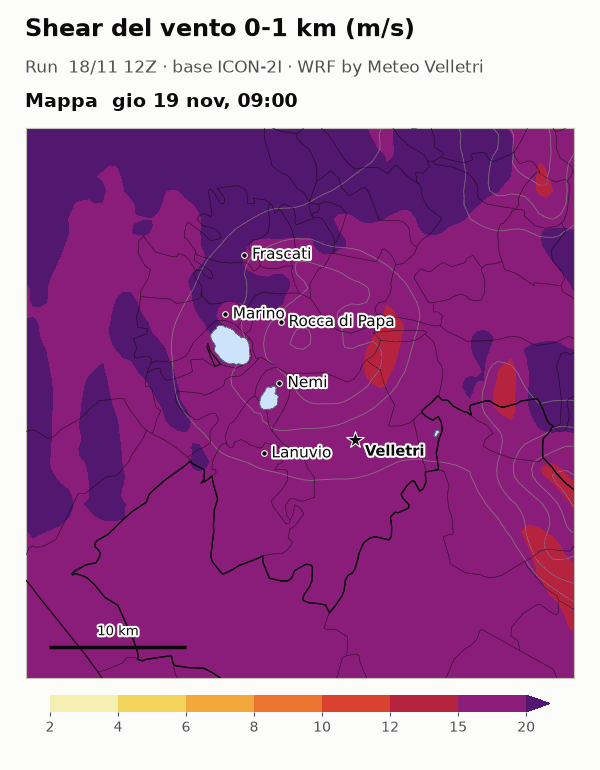 Shear del vento 0-1 km (m/s)
Run 18/11 12Z · base ICON-2I · WRF by Meteo Velletri
Mappa gio 19 nov, 09:00
Frascati
Marino
Rocca di Papa
Nemi
Velletri
Lanuvio
10 km
2 4 6 8 10 12 15 20